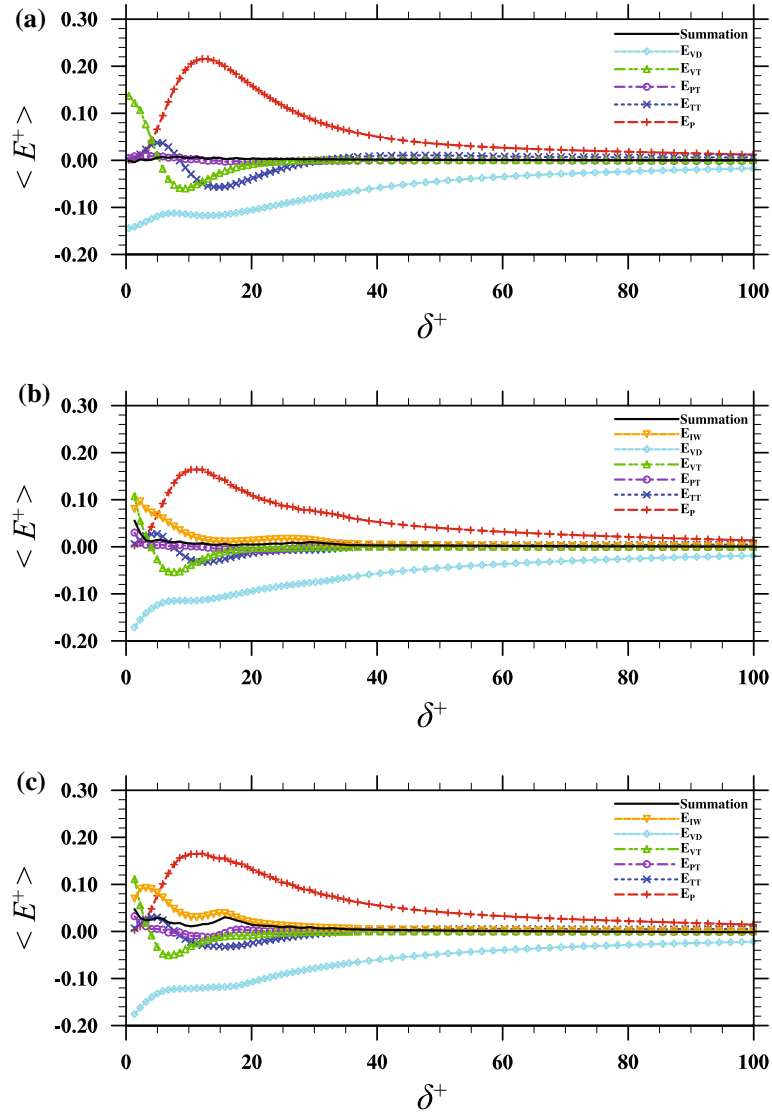 (a)
0.30
0.20
0.10
0.00
-0.10
-0.20
< E⁺ >
Summation
E_VD
E_VT
E_PT
E_TT
E_P
0 20 40 60 80 100
δ⁺
(b)
0.30
0.20
0.10
0.00
-0.10
-0.20
< E⁺ >
Summation
E_IW
E_VD
E_VT
E_PT
E_TT
E_P
0 20 40 60 80 100
δ⁺
(c)
0.30
0.20
0.10
0.00
-0.10
-0.20
< E⁺ >
Summation
E_IW
E_VD
E_VT
E_PT
E_TT
E_P
0 20 40 60 80 100
δ⁺